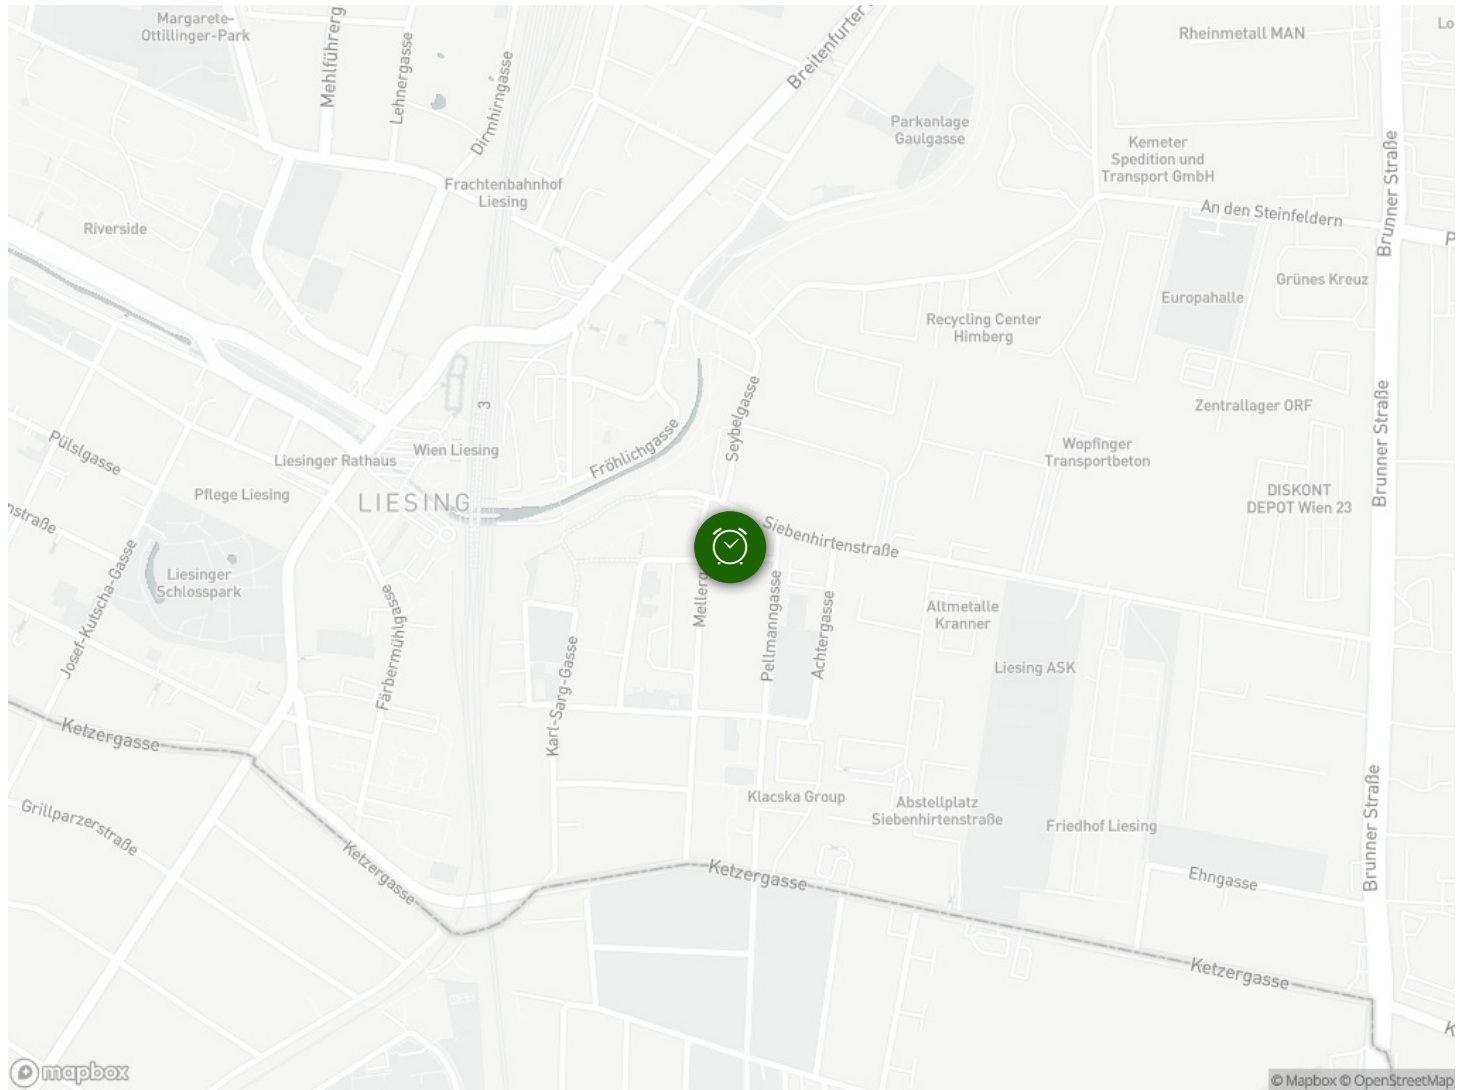 Margarete-
Ottillinger-Park
Mehlführerg
Lehnergasse
Dirmhirngasse
Breitenfurter
Rheinmetall MAN
Lo
Parkanlage
Gaulgasse
Kemeter
Spedition und
Transport GmbH
Brunner Straße
Frachtenbahnhof
Liesing
An den Steinfeldern
Riverside
P
Grünes Kreuz
Europahalle
Recycling Center
Himberg
3
Seybelgasse
Zentrallager ORF
Brunner Straße
Pülslgasse
Liesinger Rathaus
Wien Liesing
Fröhlichgasse
Wopfinger
Transportbeton
Pflege Liesing
LIESING
DISKONT
DEPOT Wien 23
nstraße
Siebenhirtenstraße
Josef-Kutscha-Gasse
Liesinger
Schlosspark
Färbermühlgasse
Mellerg
Pellmanngasse
Achtergasse
Altmetalle
Kranner
Karl-Sarg-Gasse
Liesing ASK
Ketzergasse
Klacska Group
Abstellplatz
Siebenhirtenstraße
Brunner Straße
Grillparzerstraße
Friedhof Liesing
Ketzergasse
Ketzergasse
Ehngasse
Ketzergasse
K
mapbox
© Mapbox © OpenStreetMap